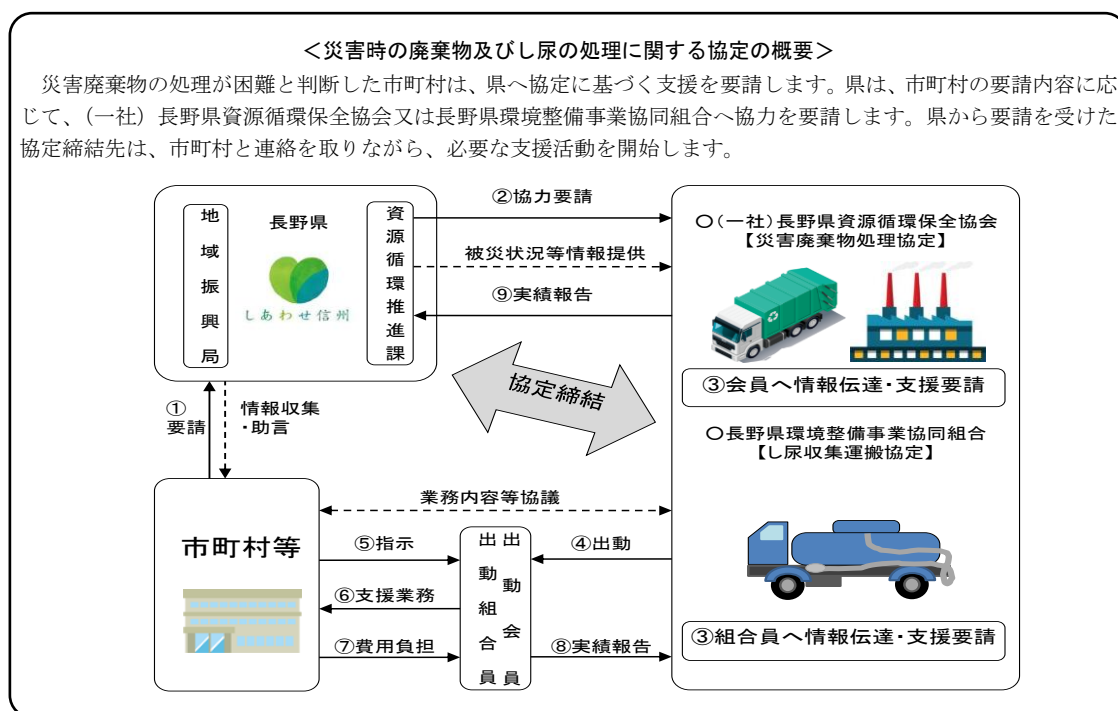 ＜災害時の廃棄物及びし尿の処理に関する協定の概要＞
災害廃棄物の処理が困難と判断した市町村は、県へ協定に基づく支援を要請します。県は、市町村の要請内容に応
じて、（一社）長野県資源循環保全協会又は長野県環境整備事業協同組合へ協力を要請します。県から要請を受けた
協定締結先は、市町村と連絡を取りながら、必要な支援活動を開始します。
地域振興局
長野県
しあわせ信州
資源循環推進課
②協力要請
被災状況等情報提供
⑨実績報告
○(一社)長野県資源循環保全協会
【災害廃棄物処理協定】
③会員へ情報伝達・支援要請
協定締結
①
要請
情報収集
・助言
○長野県環境整備事業協同組合
【し尿収集運搬協定】
③組合員へ情報伝達・支援要請
市町村等
業務内容等協議
⑤指示
⑥支援業務
⑦費用負担
出動会員
出動組合員
④出動
⑧実績報告